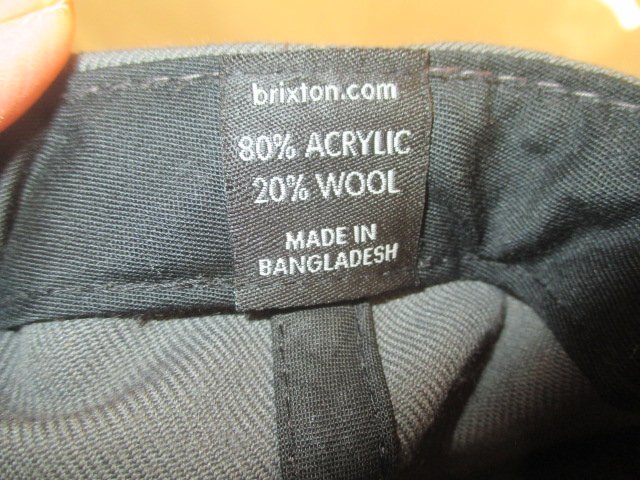 brixton.com
80% ACRYLIC
20% WOOL
MADE IN
BANGLADESH